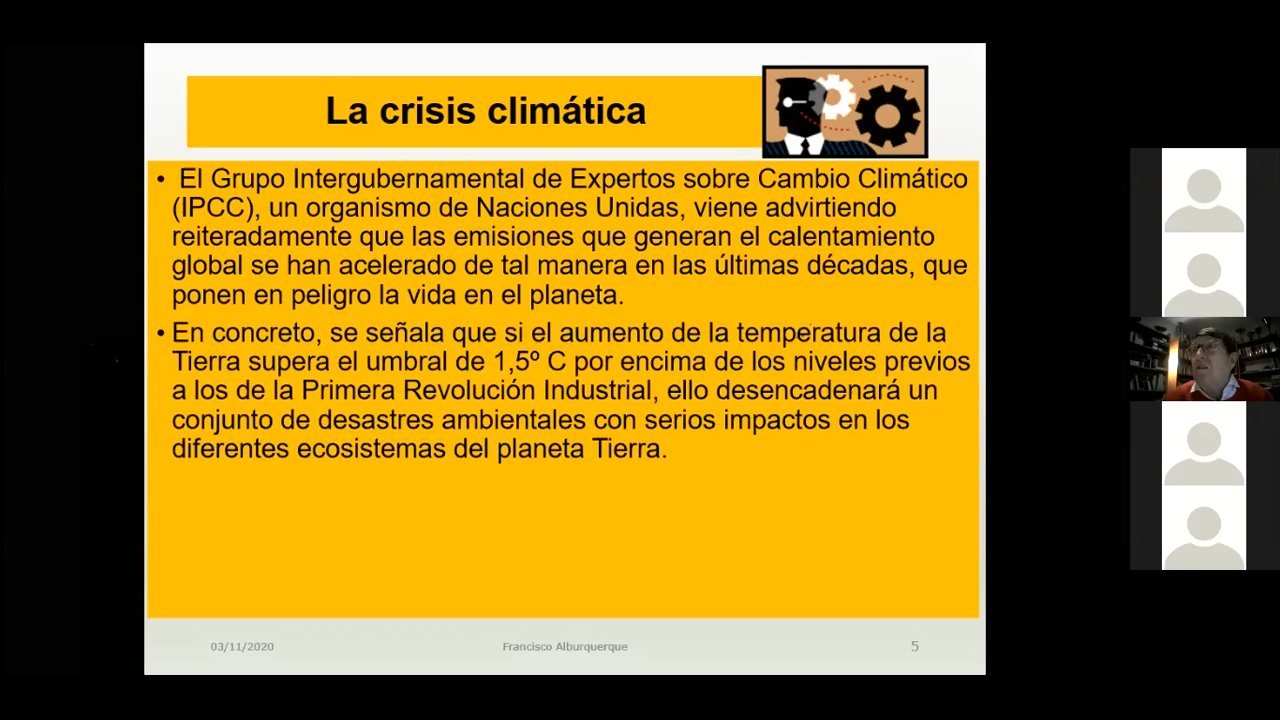 La crisis climática
• El Grupo Intergubernamental de Expertos sobre Cambio Climático
(IPCC), un organismo de Naciones Unidas, viene advirtiendo
reiteradamente que las emisiones que generan el calentamiento
global se han acelerado de tal manera en las últimas décadas, que
ponen en peligro la vida en el planeta.
• En concreto, se señala que si el aumento de la temperatura de la
Tierra supera el umbral de 1,5º C por encima de los niveles previos
a los de la Primera Revolución Industrial, ello desencadenará un
conjunto de desastres ambientales con serios impactos en los
diferentes ecosistemas del planeta Tierra.
03/11/2020
Francisco Alburquerque
5